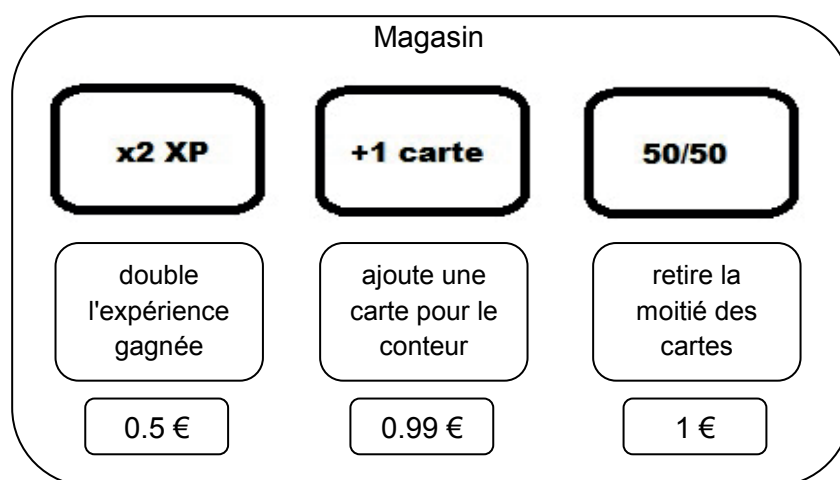 Magasin
x2 XP
+1 carte
50/50
double
l'expérience
gagnée
ajoute une
carte pour le
conteur
retire la
moitié des
cartes
0.5 €
0.99 €
1 €